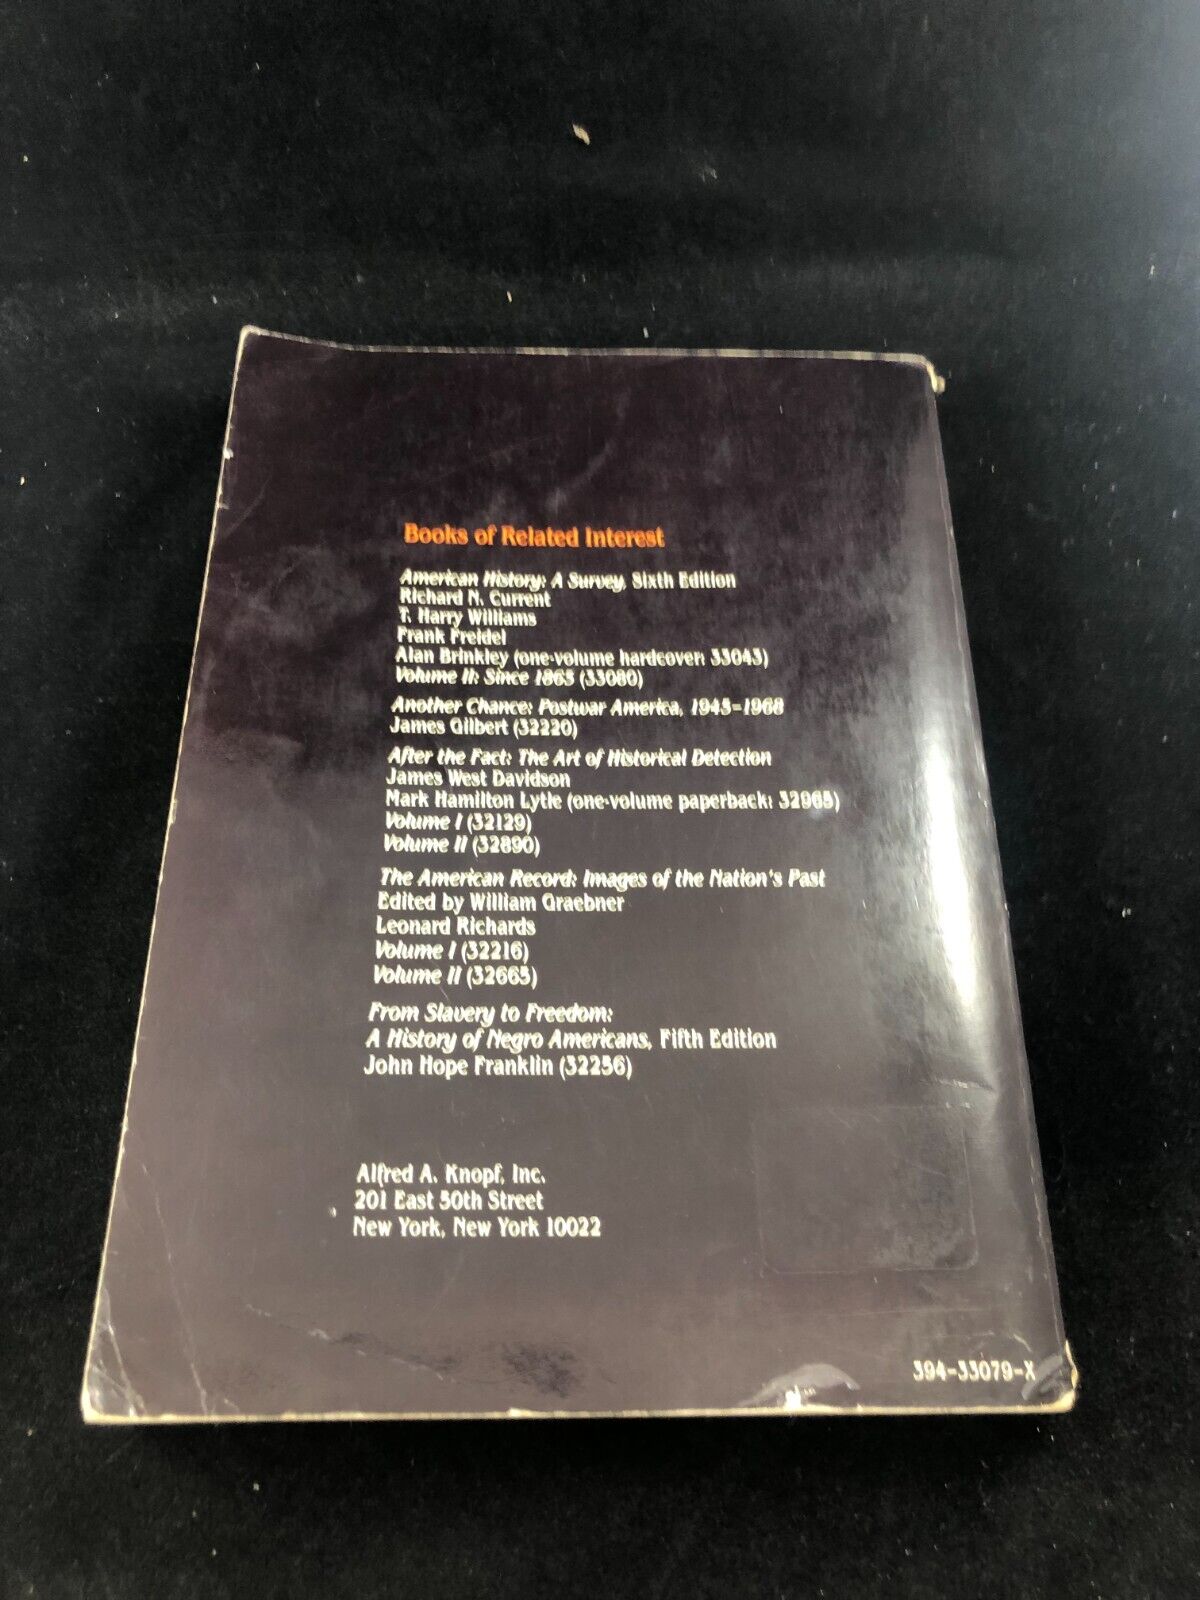 Books of Related Interest
American History: A Survey, Sixth Edition
Richard N. Current
T. Harry Williams
Frank Freidel
Alan Brinkley (one-volume hardcover: 33043)
Volume II: Since 1865 (33080)
Another Chance: Postwar America, 1945-1968
James Gilbert (32220)
After the Fact: The Art of Historical Detection
James West Davidson
Mark Hamilton Lytle (one-volume paperback: 32965)
Volume I (32129)
Volume II (32890)
The American Record: Images of the Nation's Past
Edited by William Graebner
Leonard Richards
Volume I (32216)
Volume II (32665)
From Slavery to Freedom:
A History of Negro Americans, Fifth Edition
John Hope Franklin (32256)
Alfred A. Knopf, Inc.
201 East 50th Street
New York, New York 10022
394-33079-X